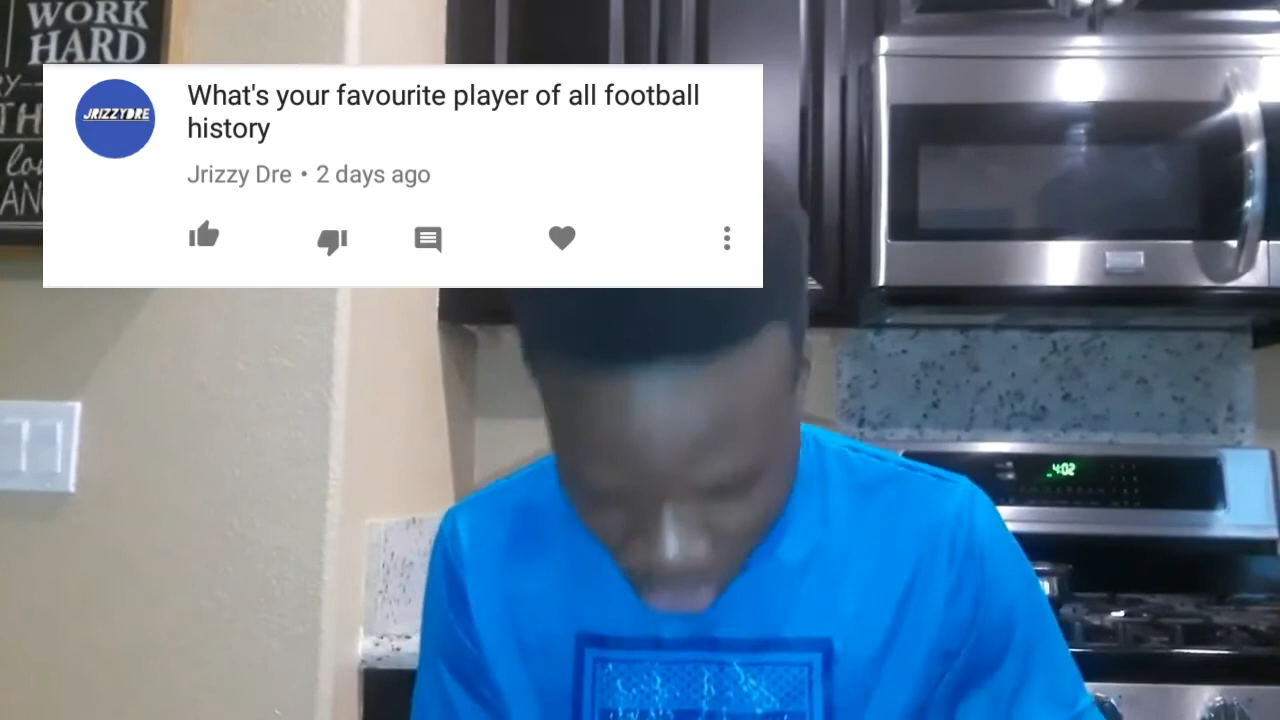 WORK
HARD
What's your favourite player of all football
history
JRIZZYDRE
Jrizzy Dre • 2 days ago
4:02